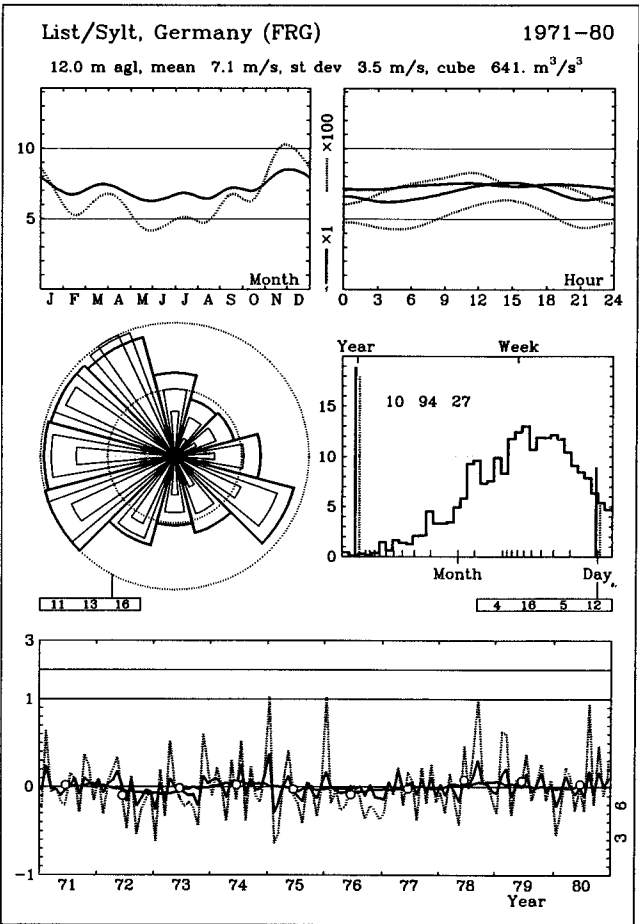 List/Sylt, Germany (FRG) 1971-80
12.0 m agl, mean 7.1 m/s, st dev 3.5 m/s, cube 641. m³/s³
10
5
J F M A M J J A S O N D
Month
×1 ×100
0 3 6 9 12 15 18 21 24
Hour
Year Week
10 94 27
15
10
5
0
Month Day
11 13 16
4 16 5 12
3
1
0
-1
6
3
71 72 73 74 75 76 77 78 79 80
Year